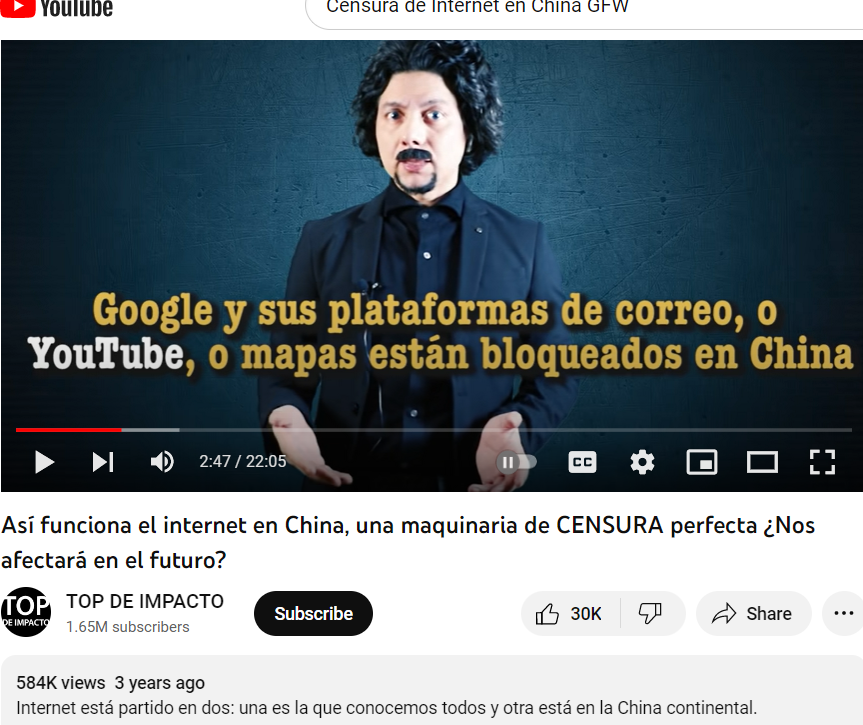 YouTube
Censura de Internet en China GFW
Google y sus plataformas de correo, o
YouTube, o mapas están bloqueados en China
2:47 / 22:05
CC
Así funciona el internet en China, una maquinaria de CENSURA perfecta ¿Nos
afectará en el futuro?
TOP
DE IMPACTO
TOP DE IMPACTO
1.65M subscribers
Subscribe
30K
Share
584K views 3 years ago
Internet está partido en dos: una es la que conocemos todos y otra está en la China continental.